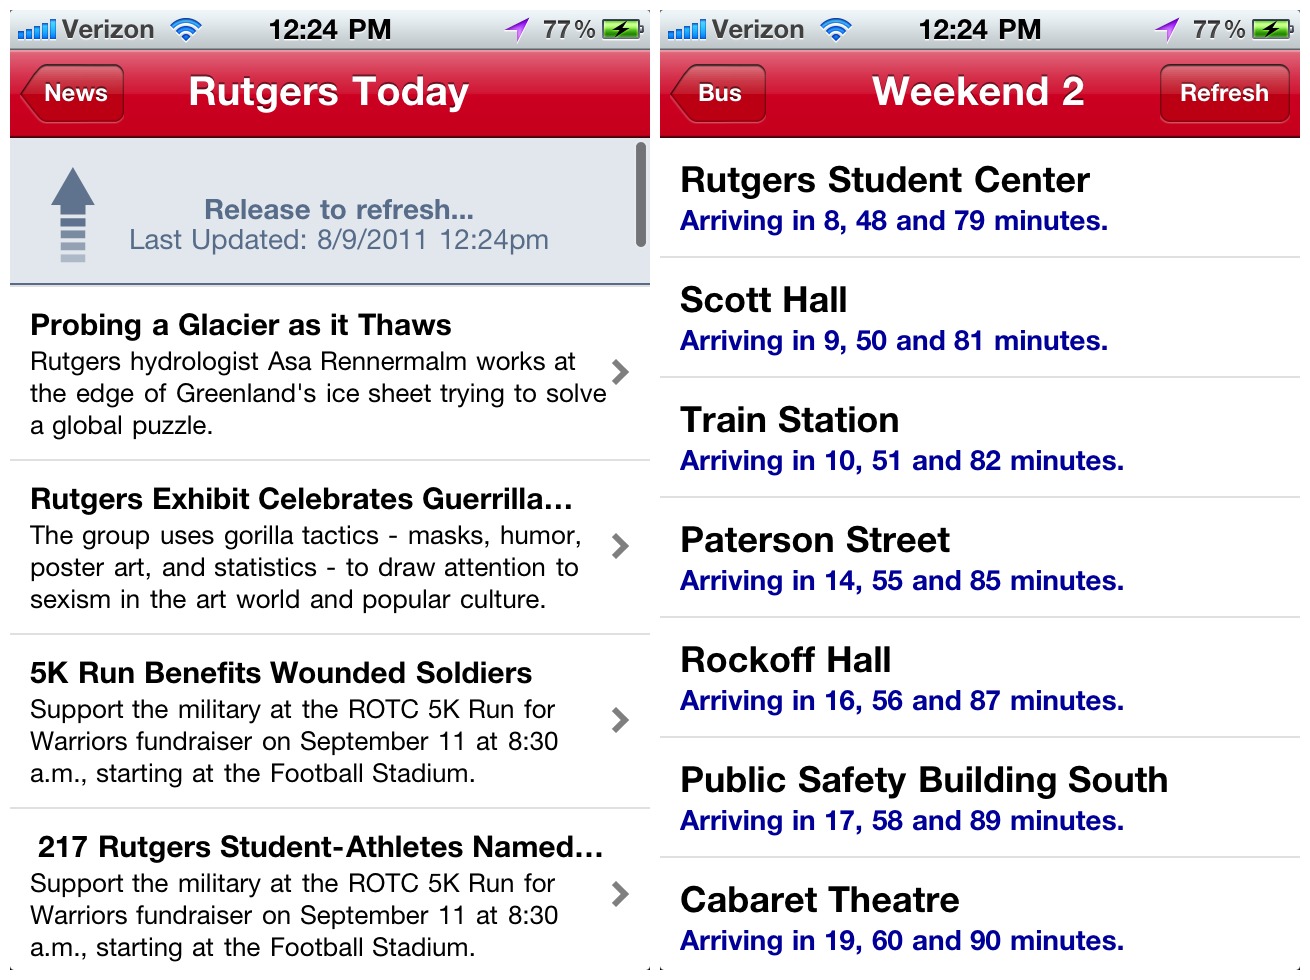 Verizon 12:24 PM 77%
News Rutgers Today
Release to refresh...
Last Updated: 8/9/2011 12:24pm
Probing a Glacier as it Thaws
Rutgers hydrologist Asa Rennermalm works at
the edge of Greenland's ice sheet trying to solve
a global puzzle.
Rutgers Exhibit Celebrates Guerrilla...
The group uses gorilla tactics - masks, humor,
poster art, and statistics - to draw attention to
sexism in the art world and popular culture.
5K Run Benefits Wounded Soldiers
Support the military at the ROTC 5K Run for
Warriors fundraiser on September 11 at 8:30
a.m., starting at the Football Stadium.
217 Rutgers Student-Athletes Named...
Support the military at the ROTC 5K Run for
Warriors fundraiser on September 11 at 8:30
a.m., starting at the Football Stadium.
Verizon 12:24 PM 77%
Bus Weekend 2 Refresh
Rutgers Student Center
Arriving in 8, 48 and 79 minutes.
Scott Hall
Arriving in 9, 50 and 81 minutes.
Train Station
Arriving in 10, 51 and 82 minutes.
Paterson Street
Arriving in 14, 55 and 85 minutes.
Rockoff Hall
Arriving in 16, 56 and 87 minutes.
Public Safety Building South
Arriving in 17, 58 and 89 minutes.
Cabaret Theatre
Arriving in 19, 60 and 90 minutes.